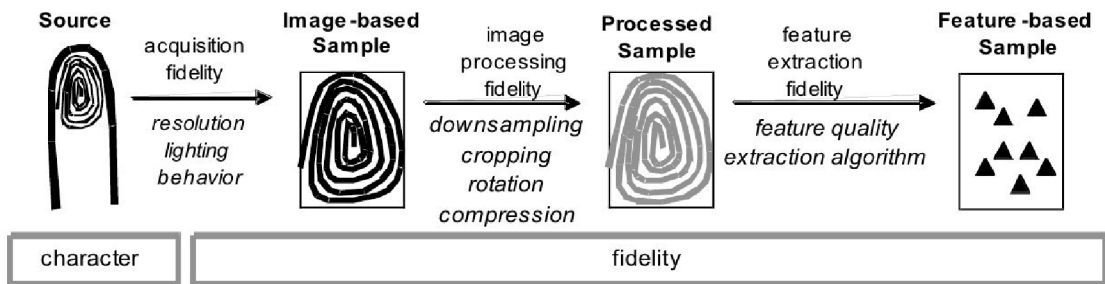 Source
acquisition
fidelity
resolution
lighting
behavior
Image-based
Sample
image
processing
fidelity
downsampling
cropping
rotation
compression
Processed
Sample
feature
extraction
fidelity
feature quality
extraction algorithm
Feature-based
Sample
character
fidelity